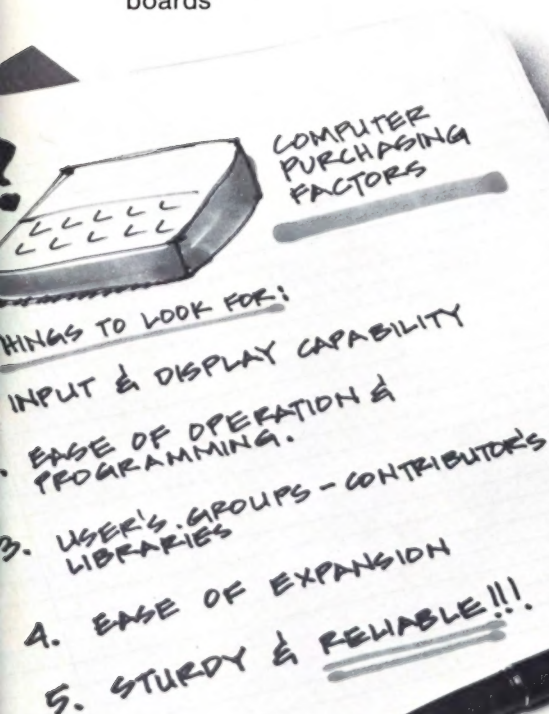 boards
?
COMPUTER
PURCHASING
FACTORS
HINGS TO LOOK FOR:
INPUT & DISPLAY CAPABILITY
. EASE OF OPERATION &
PROGRAMMING.
3. USER'S GROUPS - CONTRIBUTOR'S
LIBRARIES
4. EASE OF EXPANSION
5. STURDY & RELIABLE!!!